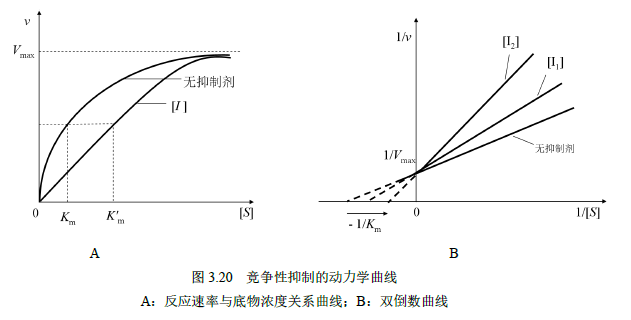 v
Vmax
无抑制剂
[I]
0
Km
K'm
[S]
A
1/v
[I2]
[I1]
1/Vmax
无抑制剂
0
1/[S]
- 1/Km
B
图 3.20 竞争性抑制的动力学曲线
A：反应速率与底物浓度关系曲线；B：双倒数曲线